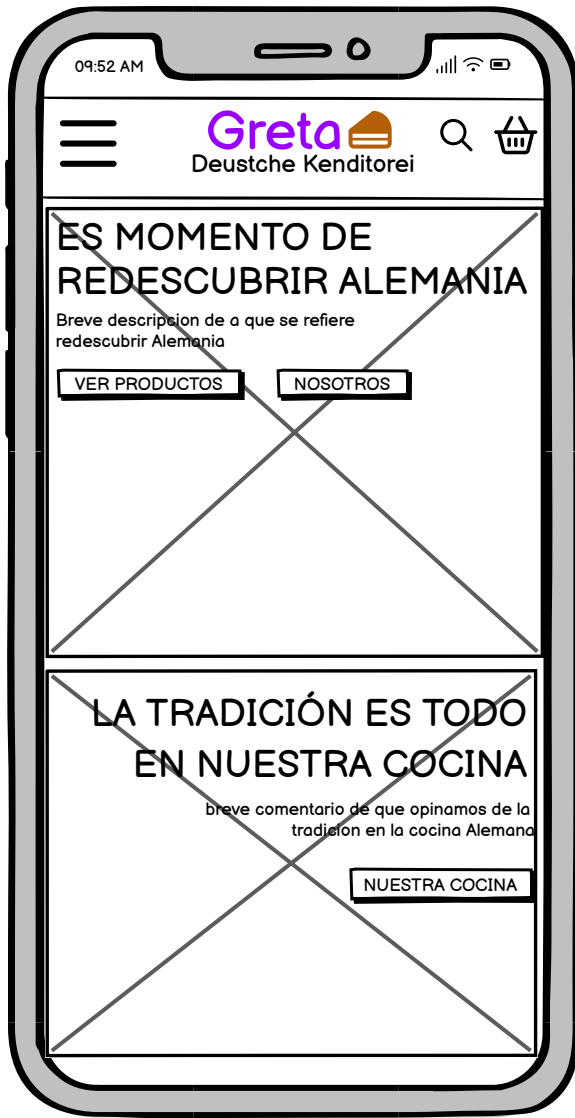 09:52 AM
Greta
Deustche Kenditorei
ES MOMENTO DE
REDESCUBRIR ALEMANIA
Breve descripcion de a que se refiere
redescubrir Alemania
VER PRODUCTOS
NOSOTROS
LA TRADICIÓN ES TODO
EN NUESTRA COCINA
breve comentario de que opinamos de la
tradicion en la cocina Alemana
NUESTRA COCINA